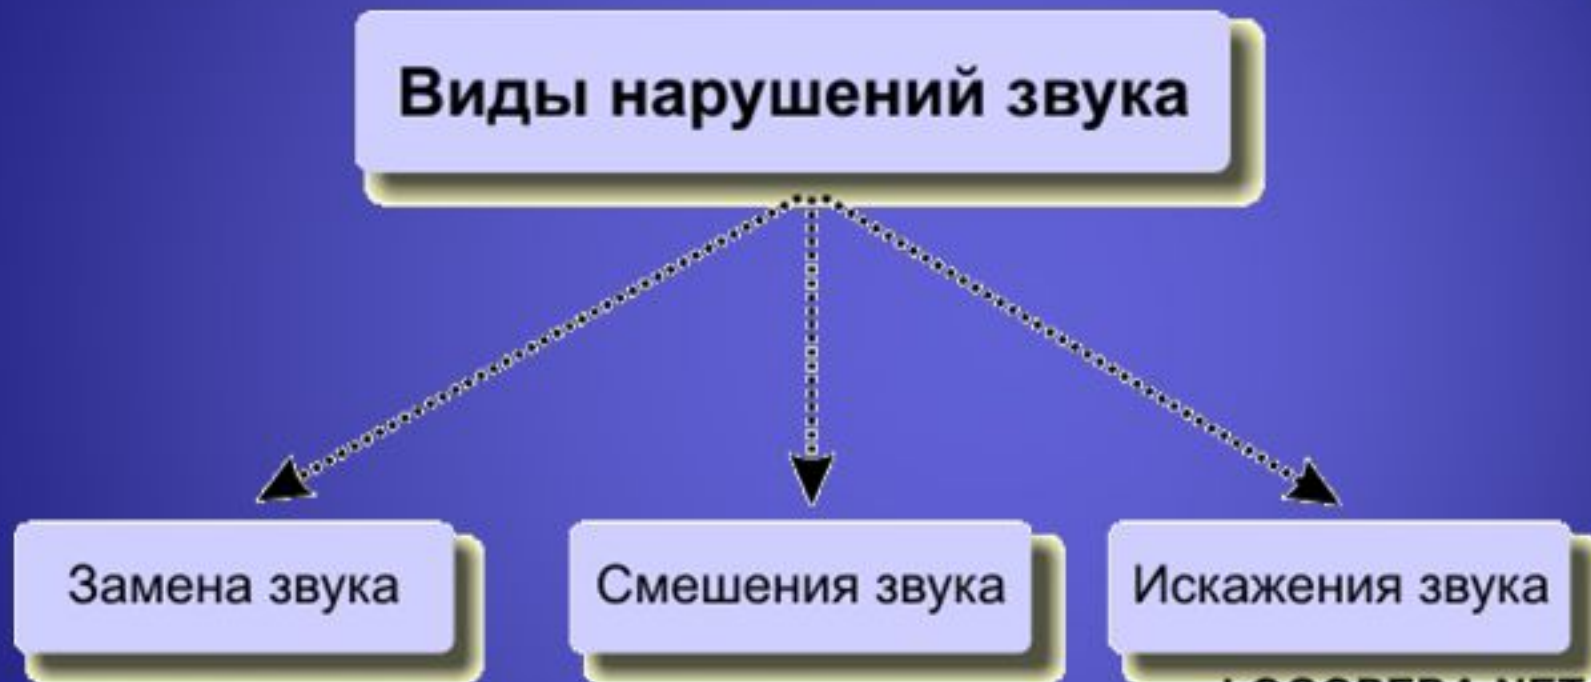 Виды нарушений звука
Замена звука
Смешения звука
Искажения звука